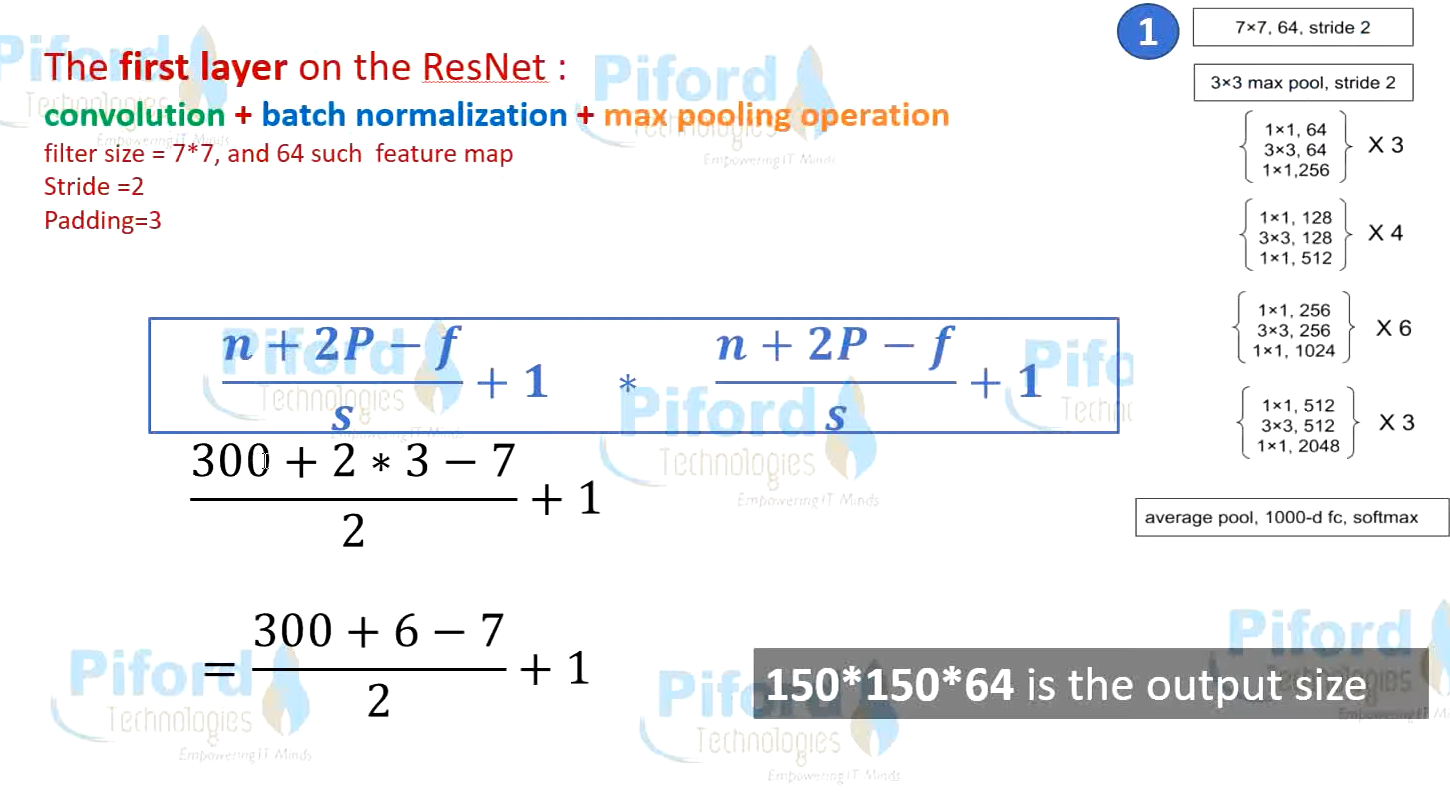 The first layer on the ResNet :
convolution + batch normalization + max pooling operation
filter size = 7*7, and 64 such feature map
Stride =2
Padding=3
n + 2P − f
s
+ 1
*
n + 2P − f
s
+ 1
300 + 2 ∗ 3 − 7
2
+ 1
=
300 + 6 − 7
2
+ 1
150*150*64 is the output size
1
7×7, 64, stride 2
3×3 max pool, stride 2
1×1, 64
3×3, 64
1×1,256
X 3
1×1, 128
3×3, 128
1×1, 512
X 4
1×1, 256
3×3, 256
1×1, 1024
X 6
1×1, 512
3×3, 512
1×1, 2048
X 3
average pool, 1000-d fc, softmax
Piford
Technologies
Empowering IT Minds